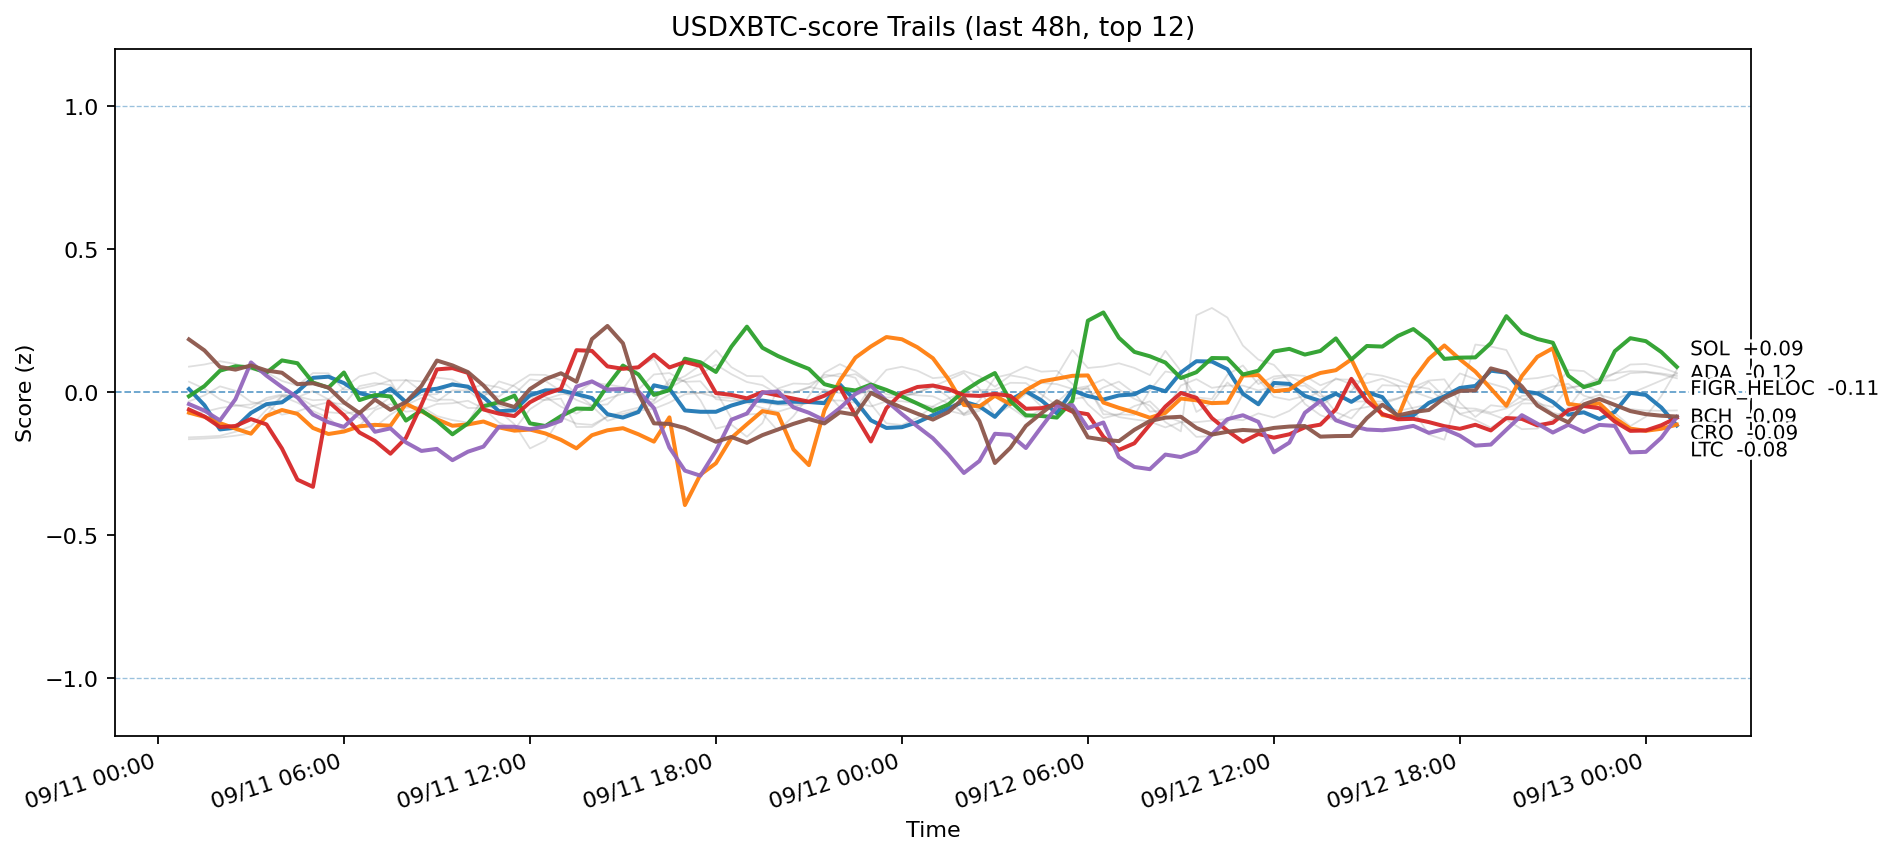 USDXBTC-score Trails (last 48h, top 12)
Score (z)
1.0
0.5
0.0
−0.5
−1.0
SOL +0.09
ADA -0.12
FIGR_HELOC -0.11
BCH -0.09
CRO -0.09
LTC -0.08
09/11 00:00
09/11 06:00
09/11 12:00
09/11 18:00
09/12 00:00
09/12 06:00
09/12 12:00
09/12 18:00
09/13 00:00
Time